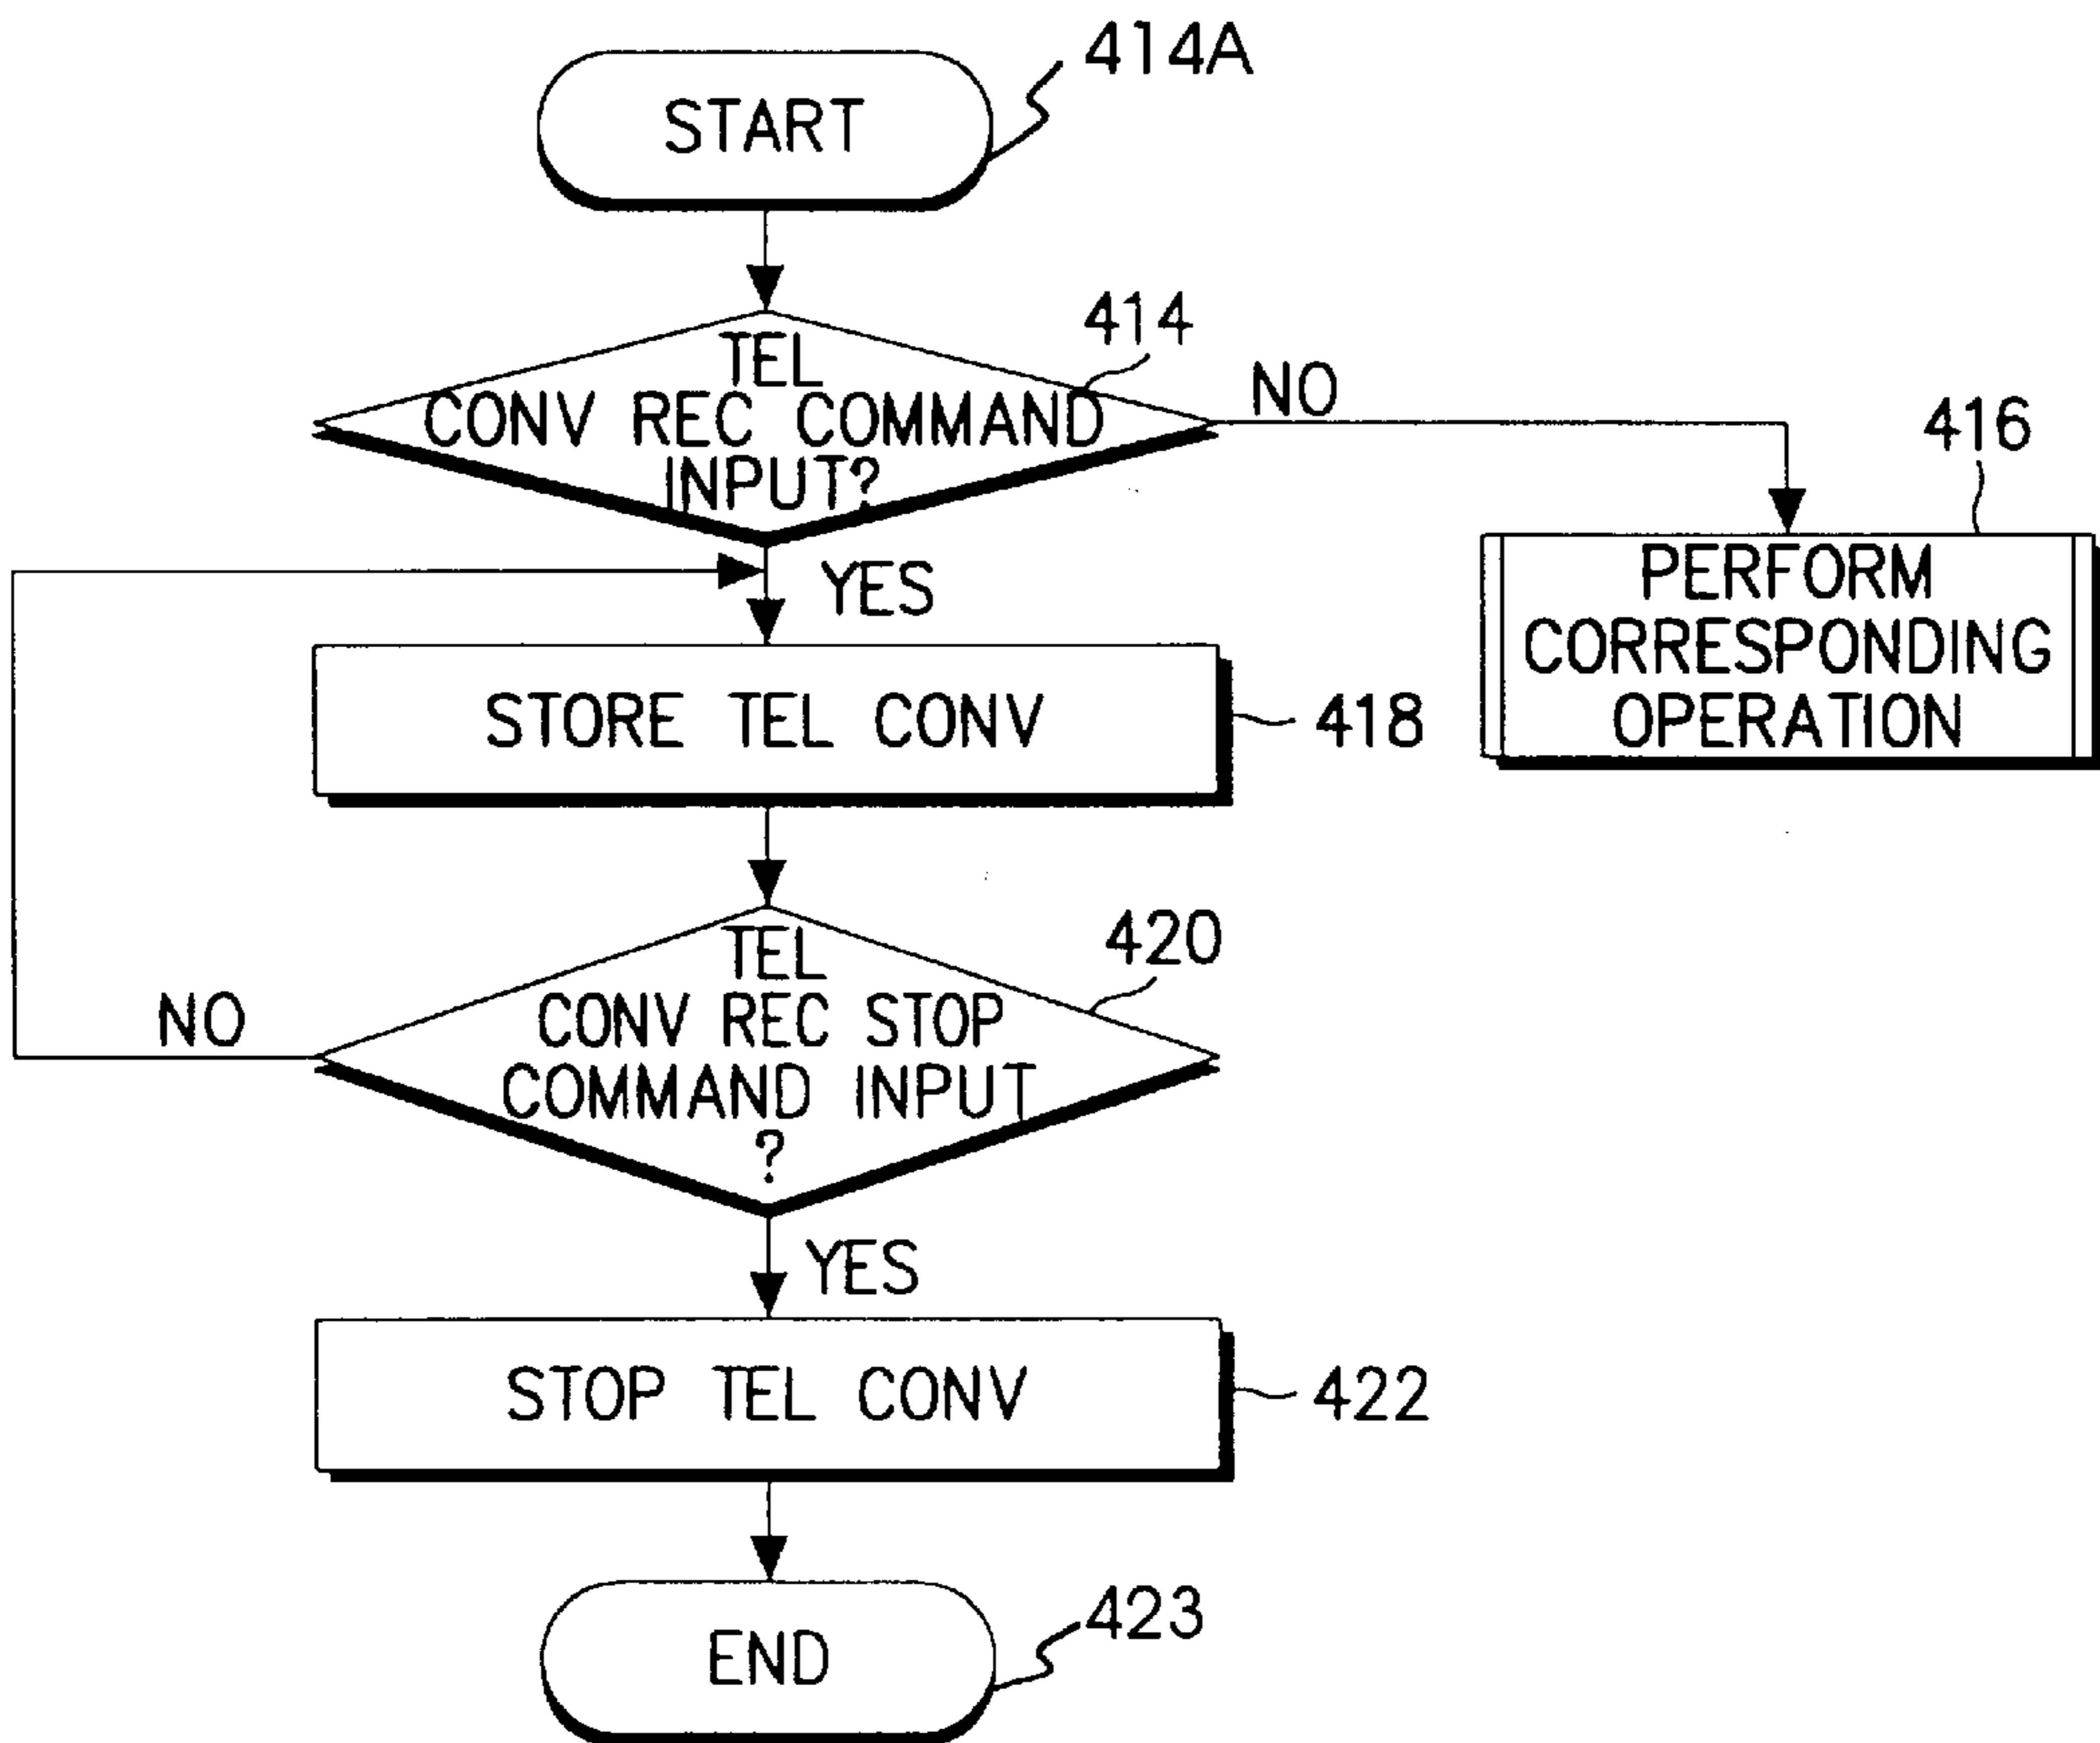 414A
START
414
TEL
CONV REC COMMAND
INPUT?
NO
416
PERFORM
CORRESPONDING
OPERATION
YES
STORE TEL CONV
418
420
TEL
CONV REC STOP
COMMAND INPUT
?
NO
YES
STOP TEL CONV
422
423
END